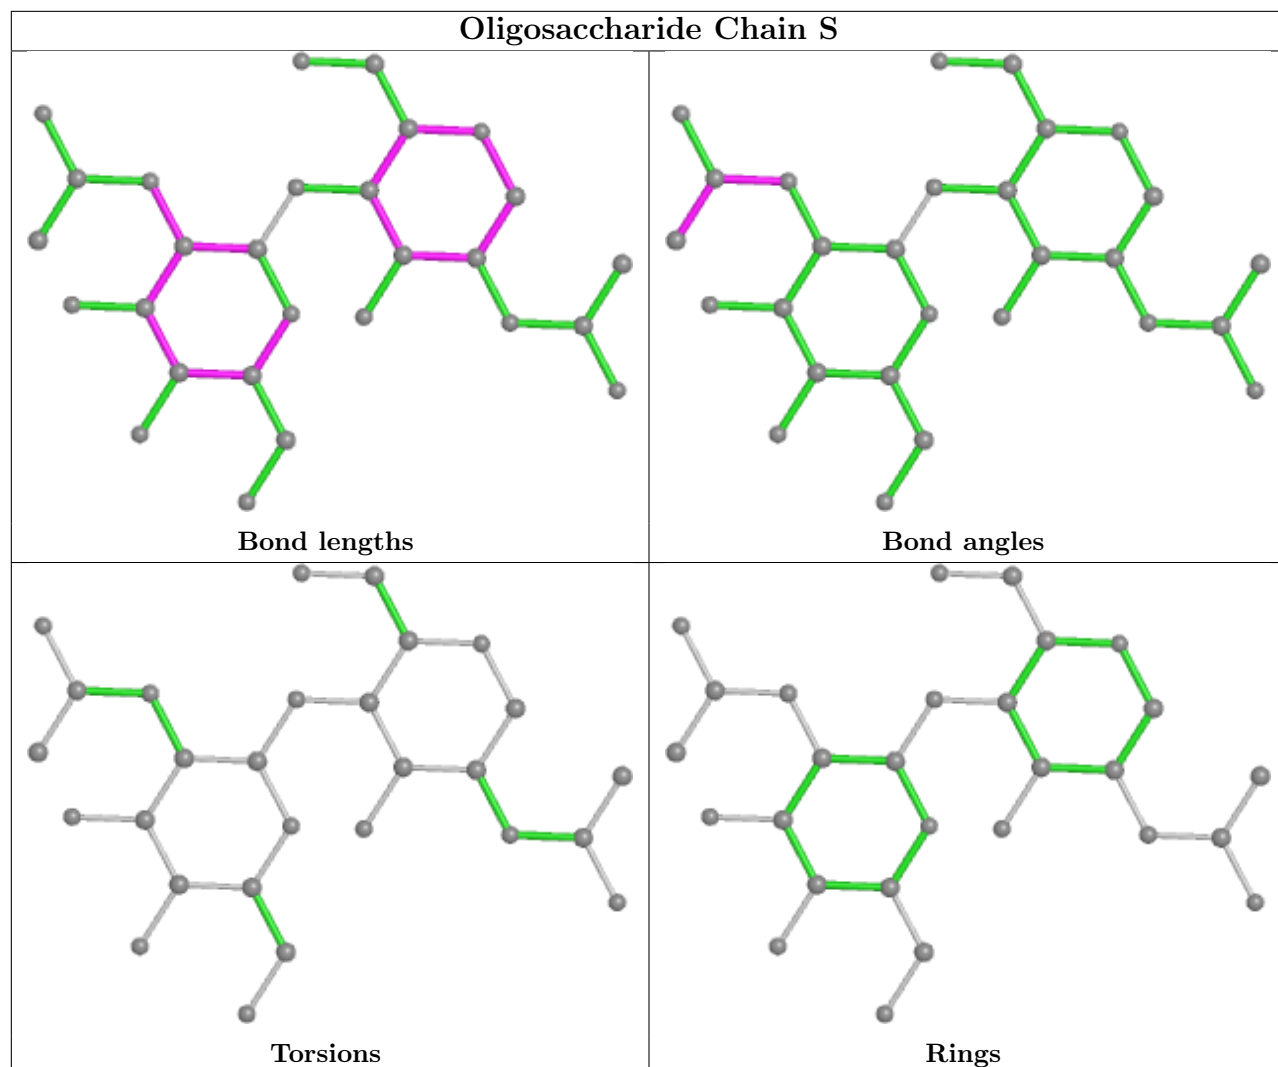 Oligosaccharide Chain S
Bond lengths
Bond angles
Torsions
Rings